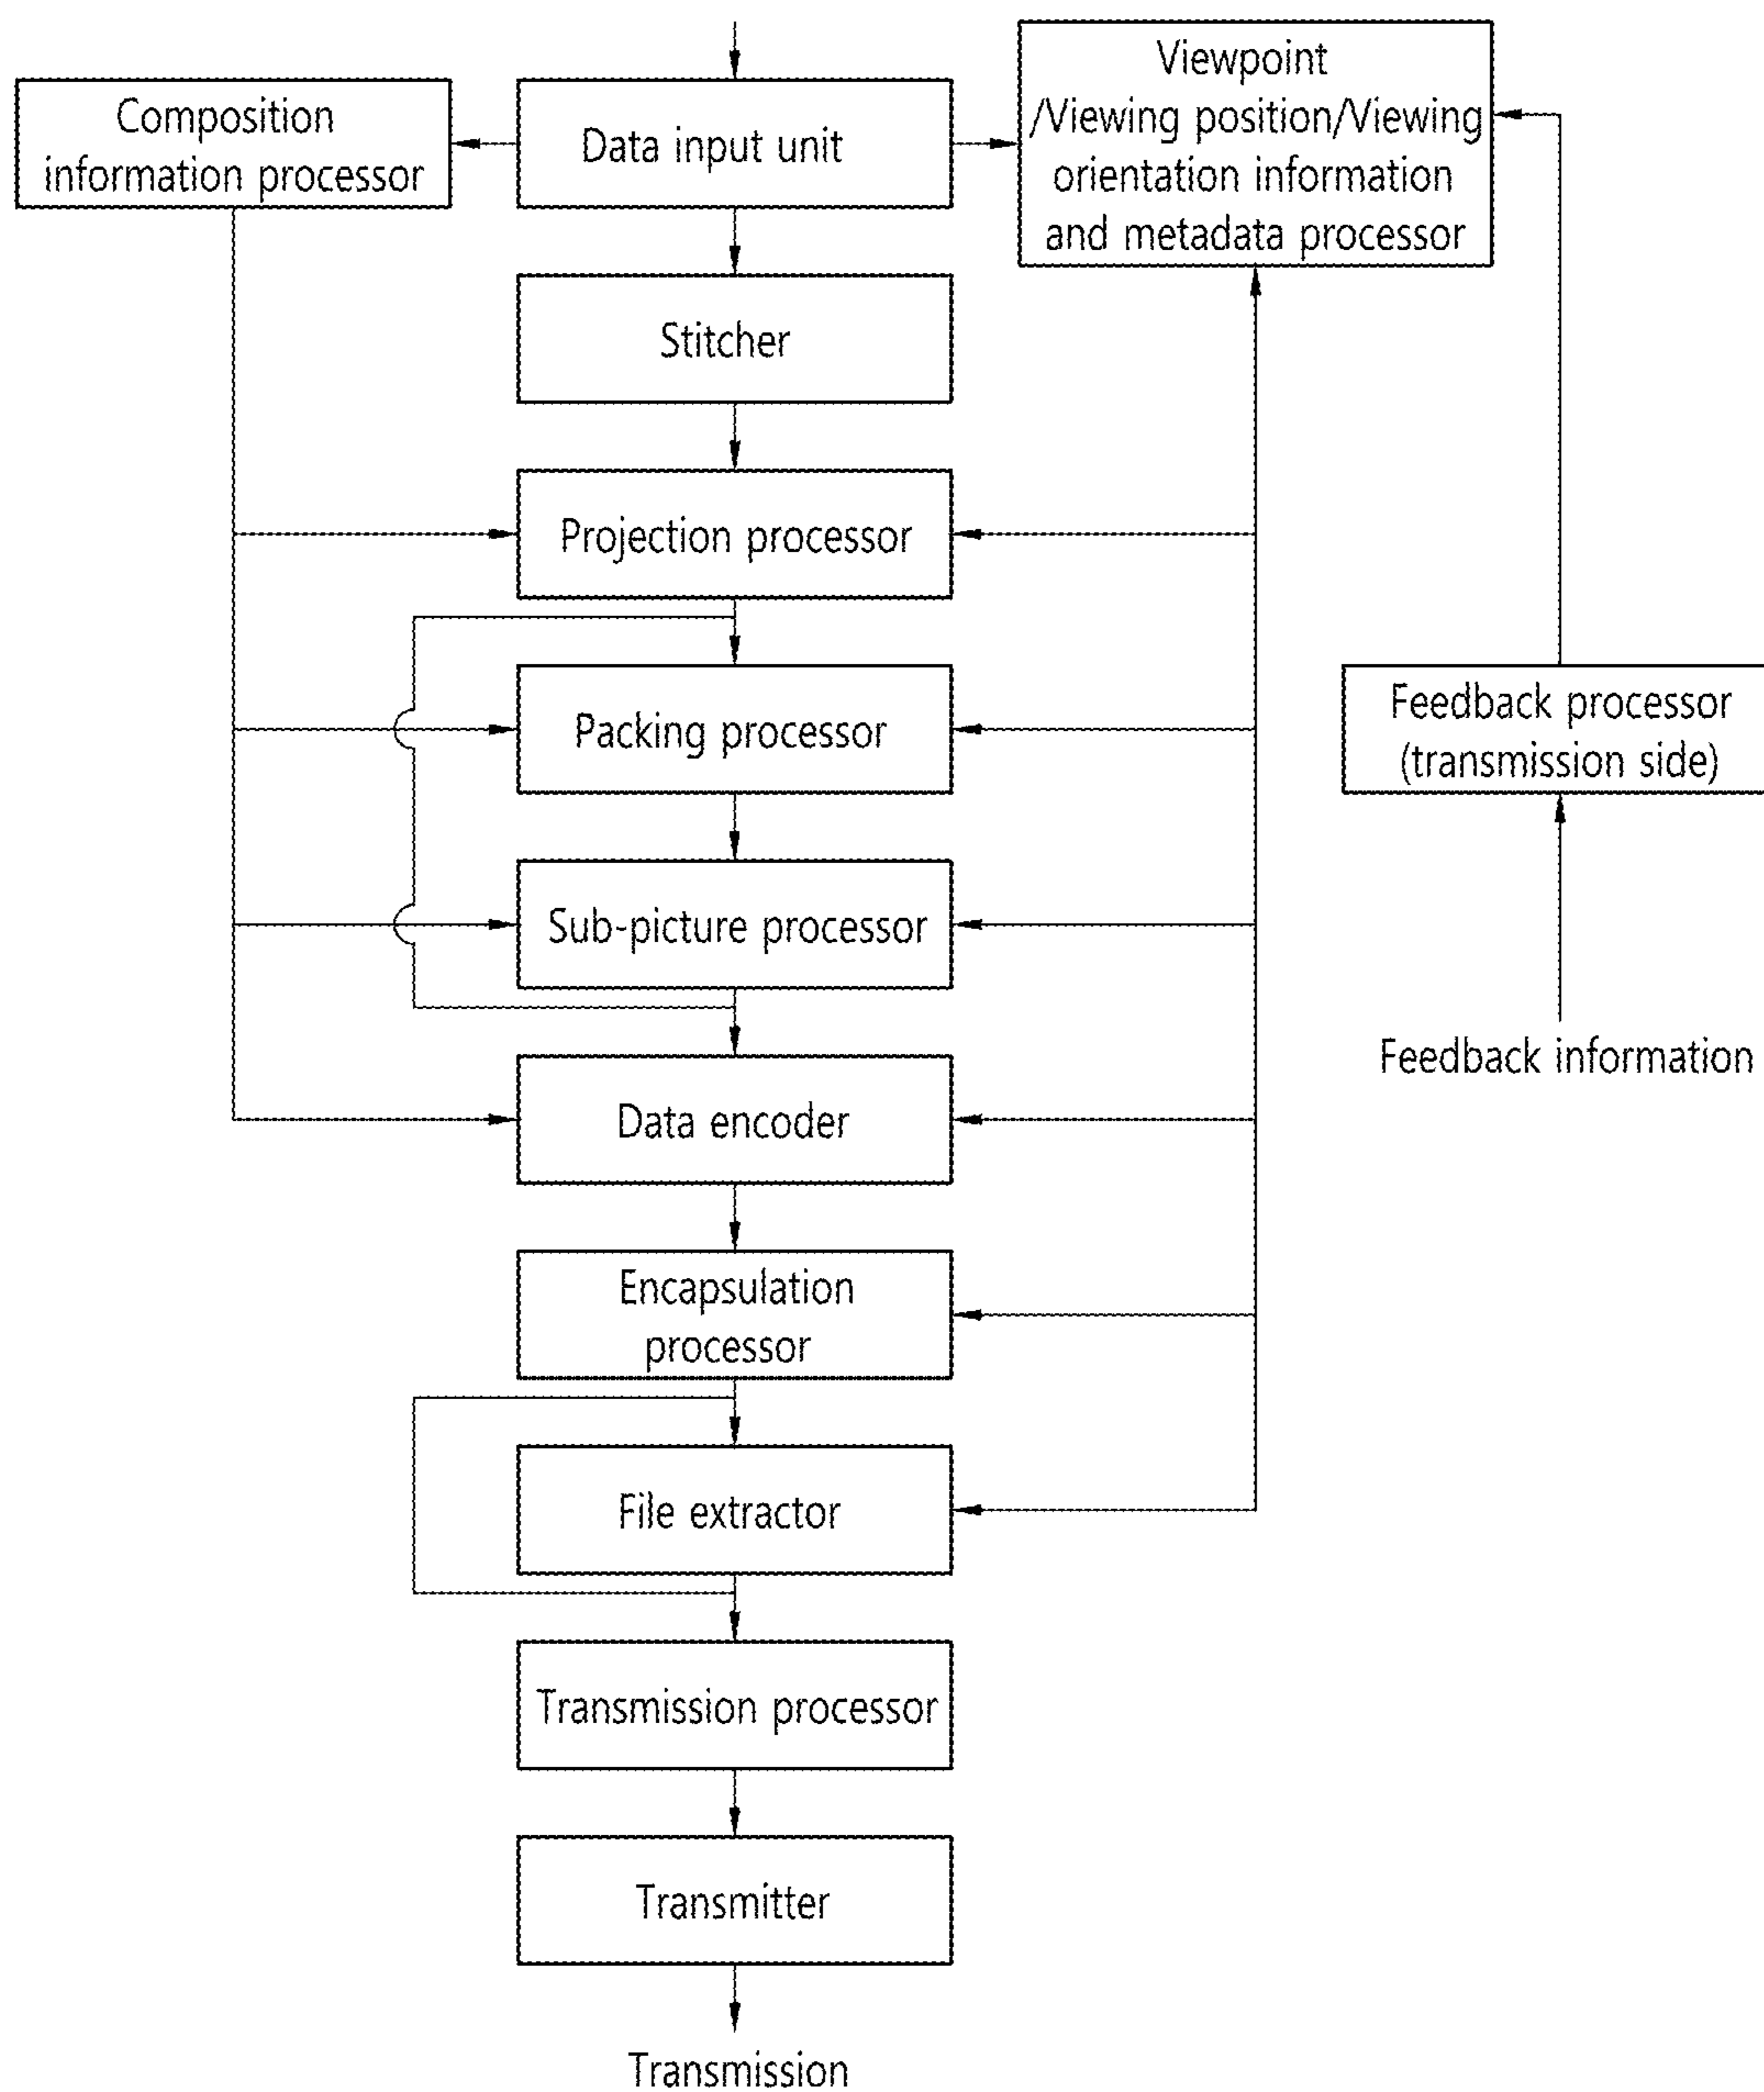 Composition
information processor
Data input unit
Viewpoint
/Viewing position/Viewing
orientation information
and metadata processor
Stitcher
Projection processor
Packing processor
Feedback processor
(transmission side)
Sub-picture processor
Feedback information
Data encoder
Encapsulation
processor
File extractor
Transmission processor
Transmitter
Transmission